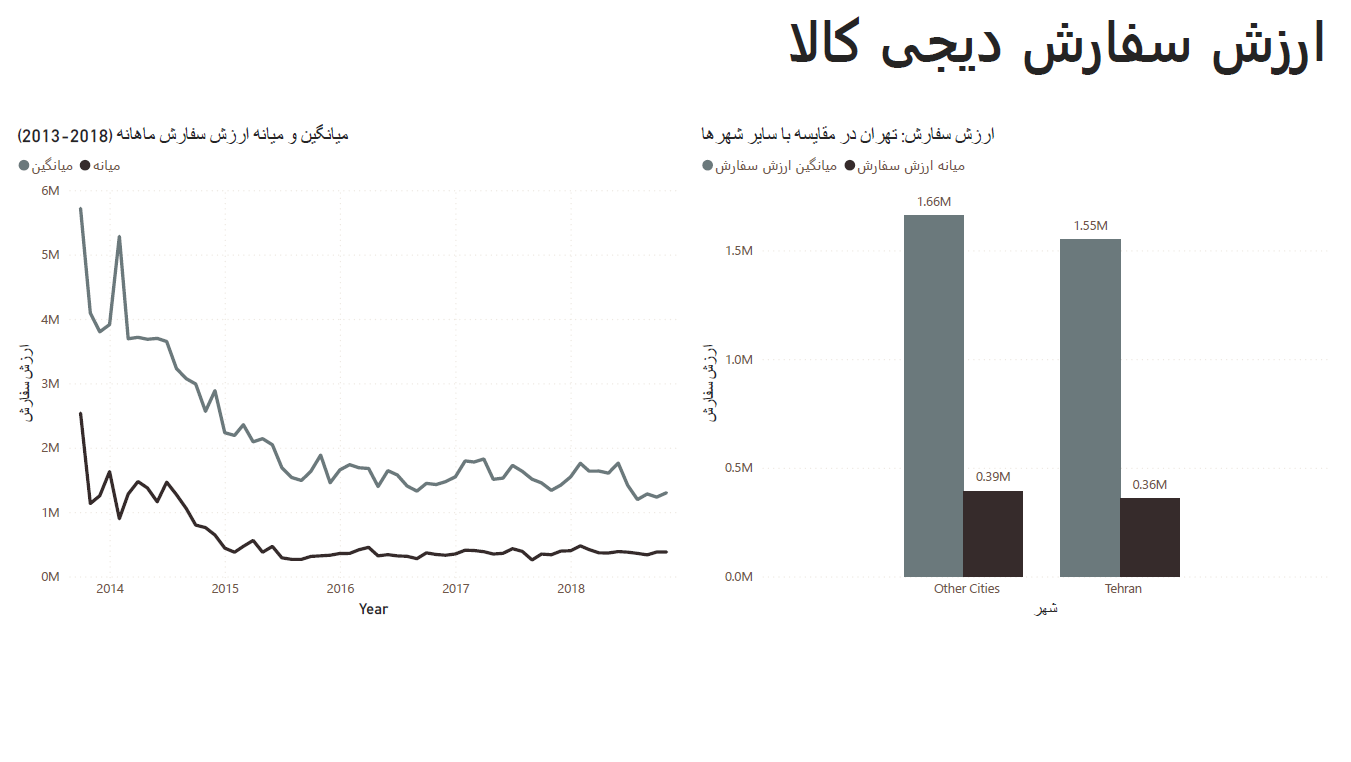 ارزش سفارش دیجی کالا
میانگین و میانه ارزش سفارش ماهانه (2013-2018)
میانگین میانه
6M
5M
4M
3M
2M
1M
0M
ارزش سفارش
2014 2015 2016 2017 2018
Year
ارزش سفارش: تهران در مقایسه با سایر شهرها
میانگین ارزش سفارش میانه ارزش سفارش
1.5M
1.0M
0.5M
0.0M
ارزش سفارش
1.66M
0.39M
1.55M
0.36M
Other Cities Tehran
شهر